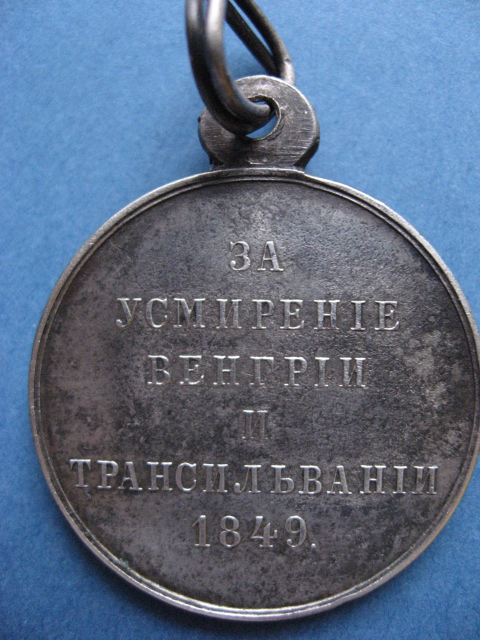 ЗА
УСМИРЕНІЕ
ВЕНГРІИ
И
ТРАНСИЛЬВАНІИ
1849.